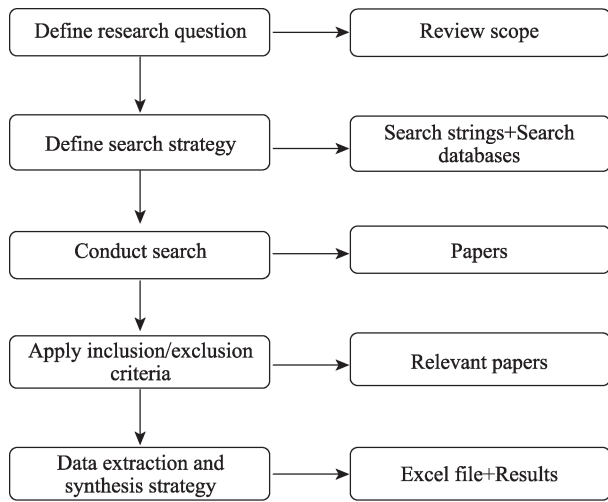 Define research question
Review scope
Define search strategy
Search strings+Search
databases
Conduct search
Papers
Apply inclusion/exclusion
criteria
Relevant papers
Data extraction and
synthesis strategy
Excel file+Results